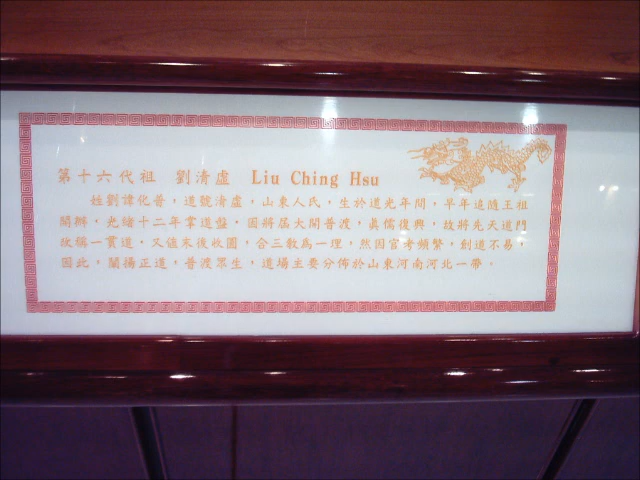 第十六代祖 劉清虛 Liu Ching Hsu
姓劉諱化普，道號清虛，山東人民，生於道光年間，早年追隨王祖
開辦，光緒十二年掌道盤，因將屆大開普渡，真儒復興，故將先天道門
改稱一貫道，又值末後收圓，合三教為一理，然因官考頻繁，創道不易，
因此，闡揚正道，普渡眾生，道場主要分佈於山東河南河北一帶。